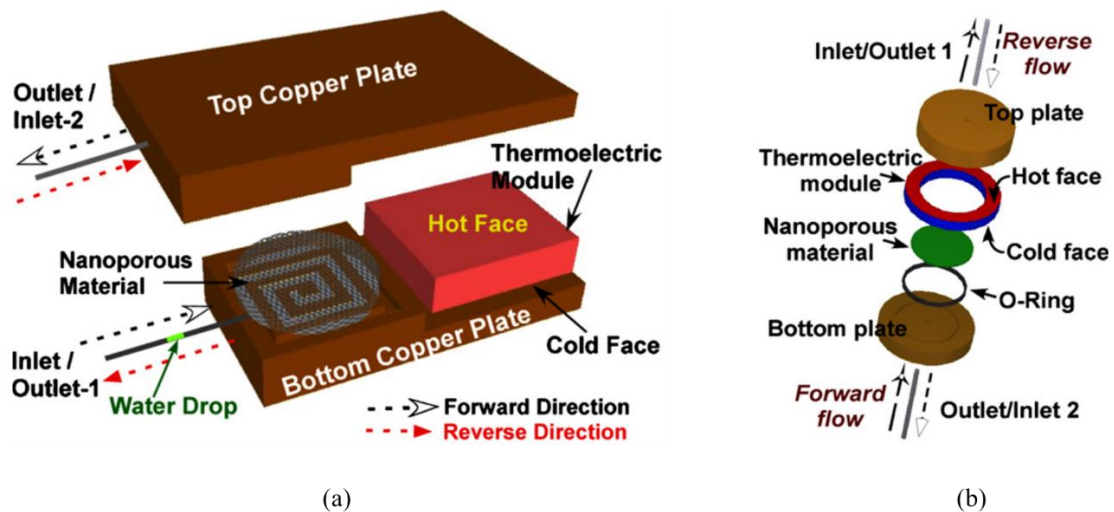 Top Copper Plate
Outlet /
Inlet-2
Thermoelectric
Module
Hot Face
Nanoporous
Material
Bottom Copper Plate
Cold Face
Inlet /
Outlet-1
Water Drop
Forward Direction
Reverse Direction
(a)
Inlet/Outlet 1
Reverse
flow
Top plate
Thermoelectric
module
Hot face
Nanoporous
material
Cold face
O-Ring
Bottom plate
Forward
flow
Outlet/Inlet 2
(b)